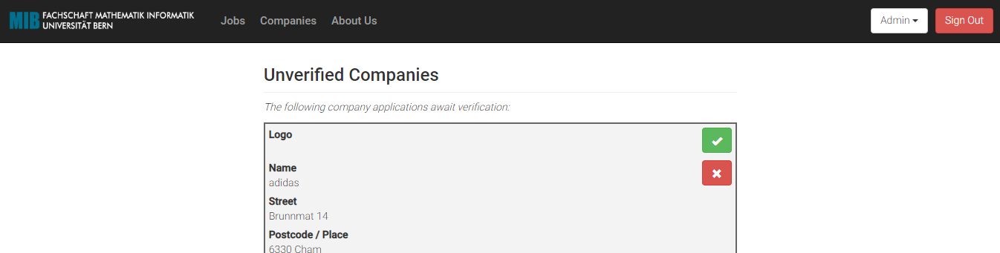 MIB FACHSCHAFT MATHEMATIK INFORMATIK
UNIVERSITÄT BERN
Jobs Companies About Us Admin Sign Out
Unverified Companies
The following company applications await verification:
Logo
Name
adidas
Street
Brunnmat 14
Postcode / Place
6330 Cham